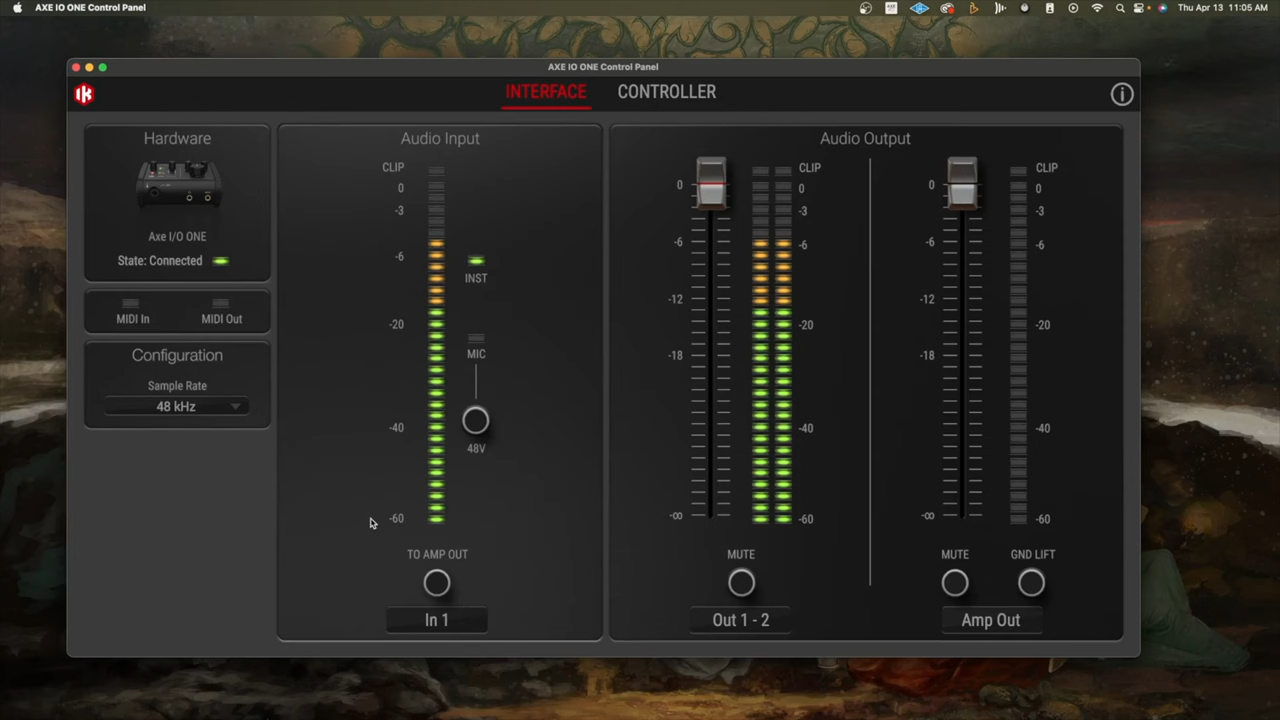 AXE IO ONE Control Panel
Thu Apr 13 11:05 AM
AXE IO ONE Control Panel
INTERFACE
CONTROLLER
i
Hardware
Axe I/O ONE
State: Connected
MIDI In
MIDI Out
Configuration
Sample Rate
48 kHz
Audio Input
CLIP
0
-3
-6
-20
-40
-60
INST
MIC
48V
TO AMP OUT
In 1
Audio Output
0
-6
-12
-18
-∞
CLIP
0
-3
-6
-20
-40
-60
MUTE
Out 1 - 2
0
-6
-12
-18
-∞
CLIP
0
-3
-6
-20
-40
-60
MUTE
GND LIFT
Amp Out